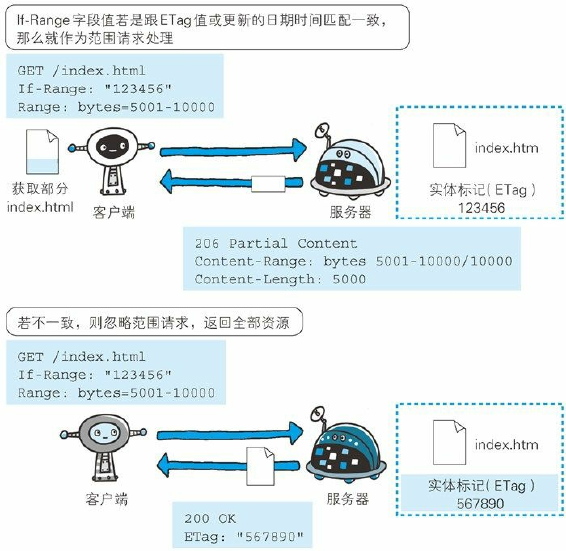 If-Range字段值若是跟ETag值或更新的日期时间匹配一致，
那么就作为范围请求处理
GET /index.html
If-Range: "123456"
Range: bytes=5001-10000
获取部分
index.html
客户端
服务器
index.htm
实体标记(ETag)
123456
206 Partial Content
Content-Range: bytes 5001-10000/10000
Content-Length: 5000
若不一致，则忽略范围请求，返回全部资源
GET /index.html
If-Range: "123456"
Range: bytes=5001-10000
客户端
服务器
index.htm
实体标记(ETag)
567890
200 OK
ETag: "567890"